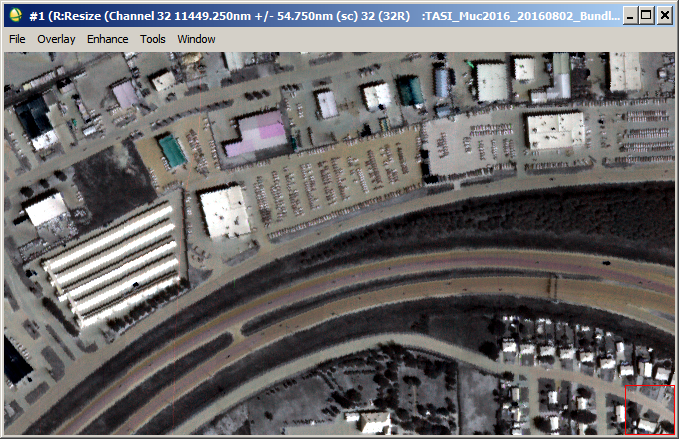 #1 (R:Resize (Channel 32 11449.250nm +/- 54.750nm (sc) 32 (32R) :TASI_Muc2016_20160802_Bundl...
File Overlay Enhance Tools Window